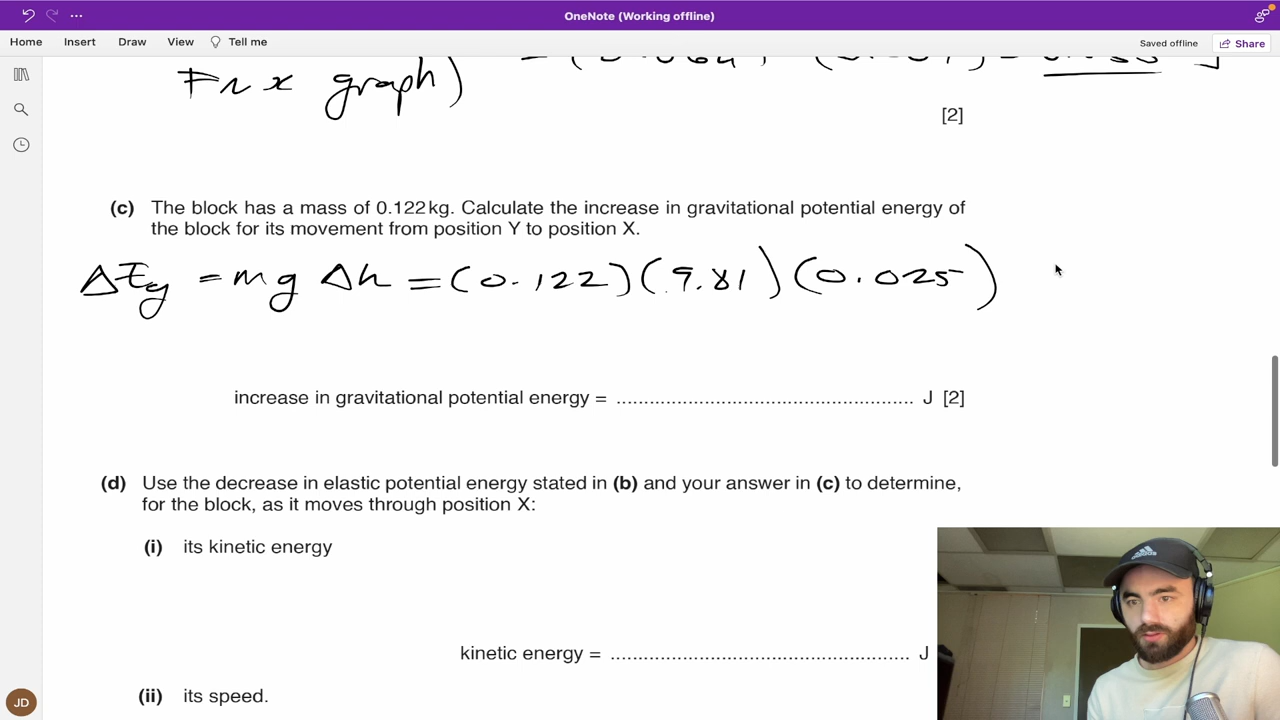 OneNote (Working offline)
Home Insert Draw View Tell me
Saved offline Share
F n x graph)
[2]
(c) The block has a mass of 0.122 kg. Calculate the increase in gravitational potential energy of
the block for its movement from position Y to position X.
ΔEg = mg Δh = (0.122)(9.81)(0.025)
increase in gravitational potential energy = ...................................................... J [2]
(d) Use the decrease in elastic potential energy stated in (b) and your answer in (c) to determine,
for the block, as it moves through position X:
(i) its kinetic energy
kinetic energy = ...................................................... J
(ii) its speed.
JD